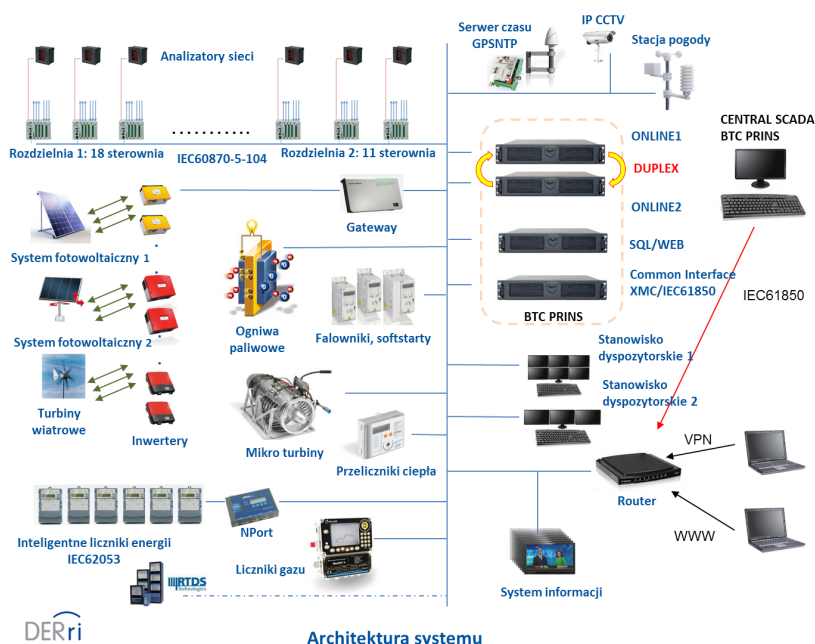 Serwer czasu
GPSNTP
IP CCTV
Stacja pogody
Analizatory sieci
Rozdzielnia 1: 18 sterownia
IEC60870-5-104
Rozdzielnia 2: 11 sterownia
ONLINE1
DUPLEX
ONLINE2
SQL/WEB
Common Interface
XMC/IEC61850
BTC PRINS
CENTRAL SCADA
BTC PRINS
IEC61850
Gateway
System fotowoltaiczny 1
System fotowoltaiczny 2
Ogniwa
paliwowe
Falowniki, softstarty
Turbiny
wiatrowe
Inwertery
Stanowisko
dyspozytorskie 1
Stanowisko
dyspozytorskie 2
Mikro turbiny
Przeliczniki ciepła
VPN
Router
WWW
Inteligentne liczniki energii
IEC62053
NPort
Liczniki gazu
RTDS
Technologies
System informacji
DERri
Architektura systemu